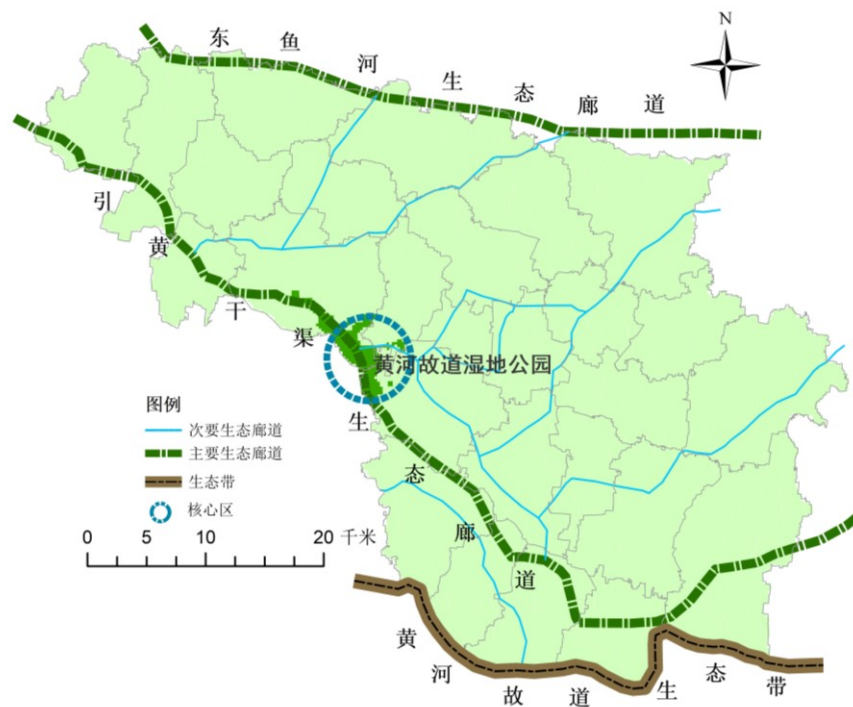 N
东鱼河生态廊道
引黄干渠生态廊道
黄河故道湿地公园
图例
次要生态廊道
主要生态廊道
生态带
核心区
0 5 10 20 千米
黄河故道生态带